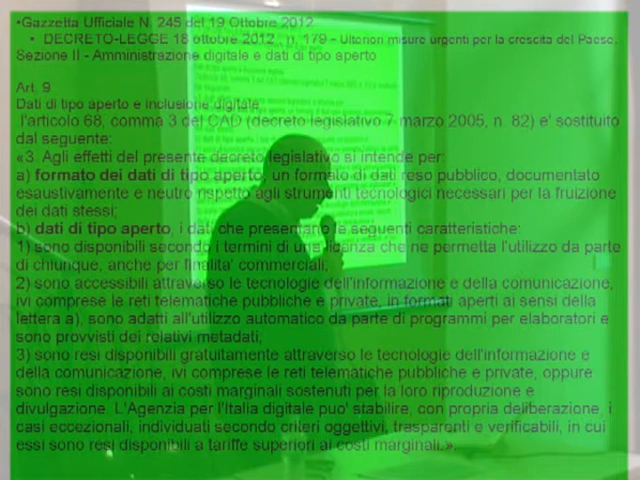 •Gazzetta Ufficiale N. 245 del 19 Ottobre 2012
• DECRETO-LEGGE 18 ottobre 2012 , n. 179 - Ulteriori misure urgenti per la crescita del Paese.
Sezione II - Amministrazione digitale e dati di tipo aperto
Art. 9
Dati di tipo aperto e inclusione digitale
l'articolo 68, comma 3 del CAD (decreto legislativo 7 marzo 2005, n. 82) e' sostituito
dal seguente:
«3. Agli effetti del presente decreto legislativo si intende per:
a) formato dei dati di tipo aperto, un formato di dati reso pubblico, documentato
esaustivamente e neutro rispetto agli strumenti tecnologici necessari per la fruizione
dei dati stessi;
b) dati di tipo aperto, i dati che presentano le seguenti caratteristiche:
1) sono disponibili secondo i termini di una licenza che ne permetta l'utilizzo da parte
di chiunque, anche per finalita' commerciali,
2) sono accessibili attraverso le tecnologie dell'informazione e della comunicazione,
ivi comprese le reti telematiche pubbliche e private, in formati aperti ai sensi della
lettera a), sono adatti all'utilizzo automatico da parte di programmi per elaboratori e
sono provvisti dei relativi metadati;
3) sono resi disponibili gratuitamente attraverso le tecnologie dell'informazione e
della comunicazione, ivi comprese le reti telematiche pubbliche e private, oppure
sono resi disponibili ai costi marginali sostenuti per la loro riproduzione e
divulgazione. L'Agenzia per l'Italia digitale puo' stabilire, con propria deliberazione, i
casi eccezionali, individuati secondo criteri oggettivi, trasparenti e verificabili, in cui
essi sono resi disponibili a tariffe superiori ai costi marginali.».